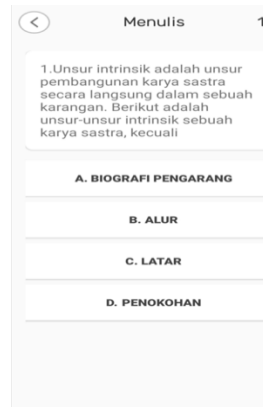 Menulis 1
1.Unsur intrinsik adalah unsur
pembangunan karya sastra
secara langsung dalam sebuah
karangan. Berikut adalah
unsur-unsur intrinsik sebuah
karya sastra, kecuali
A. BIOGRAFI PENGARANG
B. ALUR
C. LATAR
D. PENOKOHAN